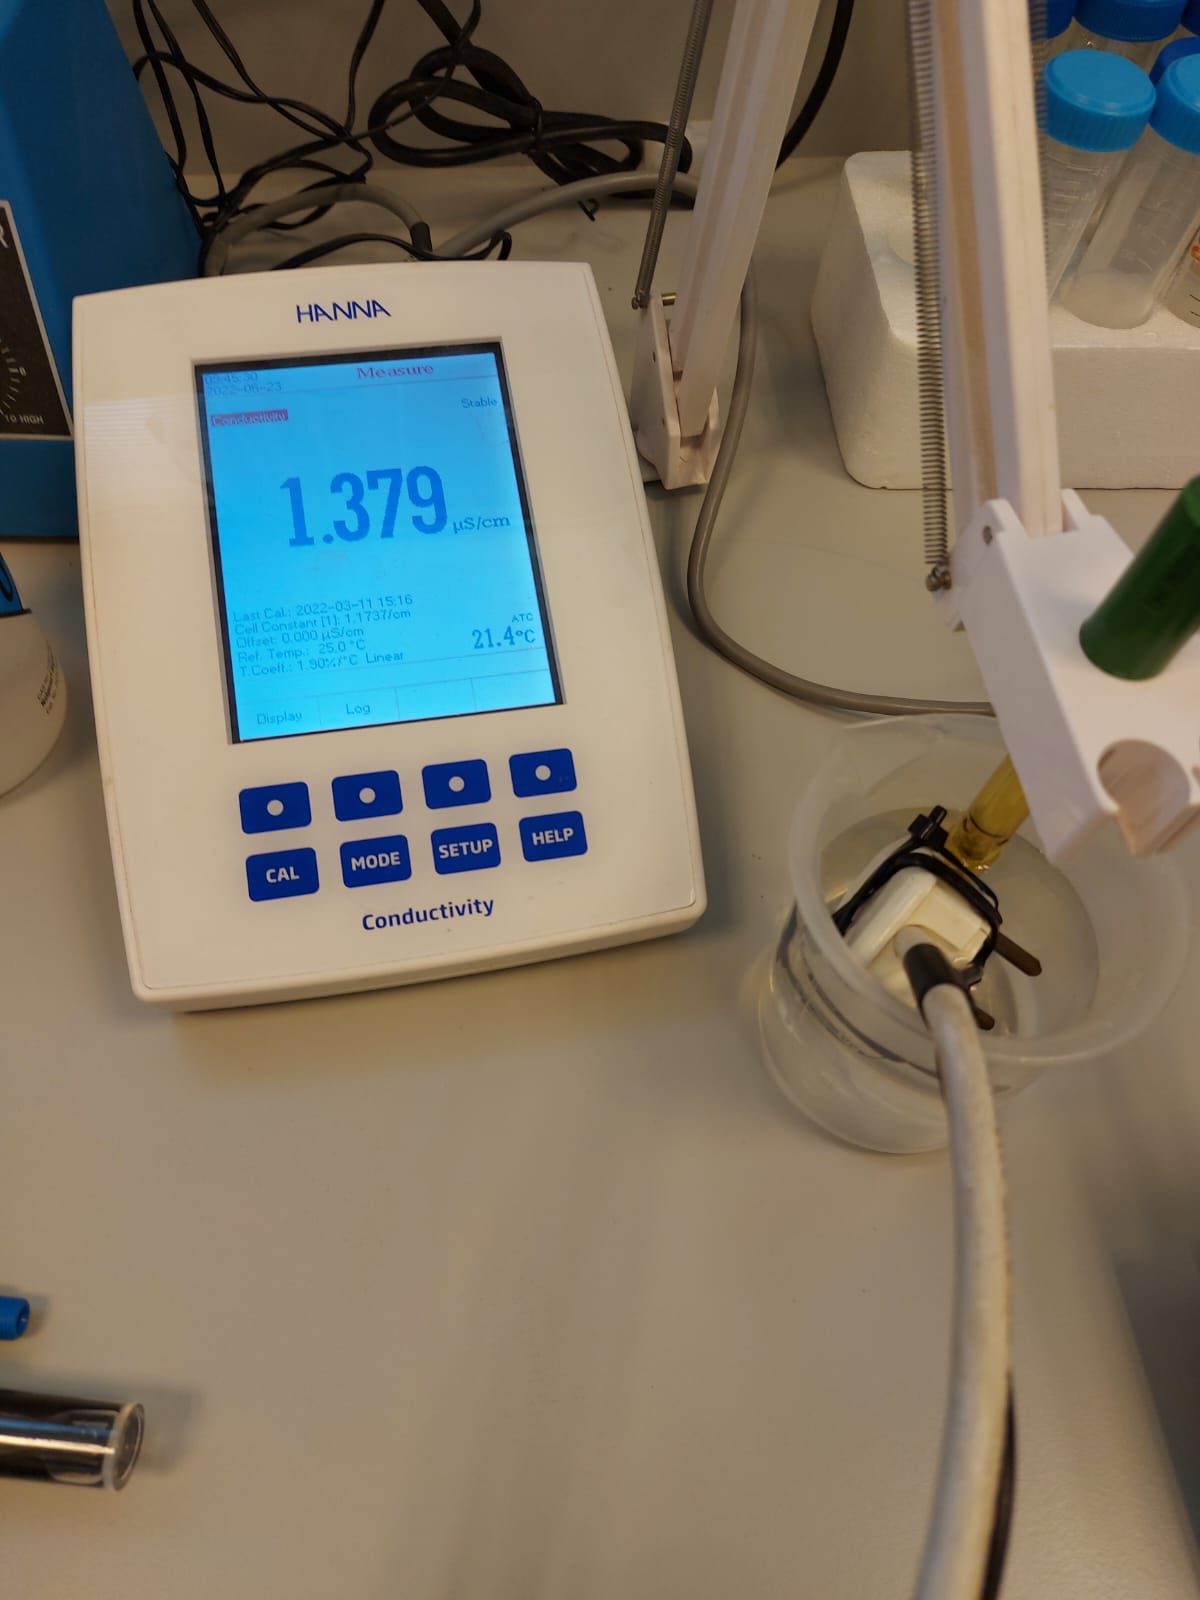 HANNA
09:45:30
2022-06-23
Measure
Stable
Conductivity
1.379 µS/cm
Last Cal.: 2022-03-11 15:16
Cell Constant [1]: 1.1737/cm
Offset: 0.000 µS/cm
Ref. Temp.: 25.0 °C
T.Coeff.: 1.90%/°C Linear
ATC
21.4°C
Display
Log
CAL
MODE
SETUP
HELP
Conductivity
10 HIGH